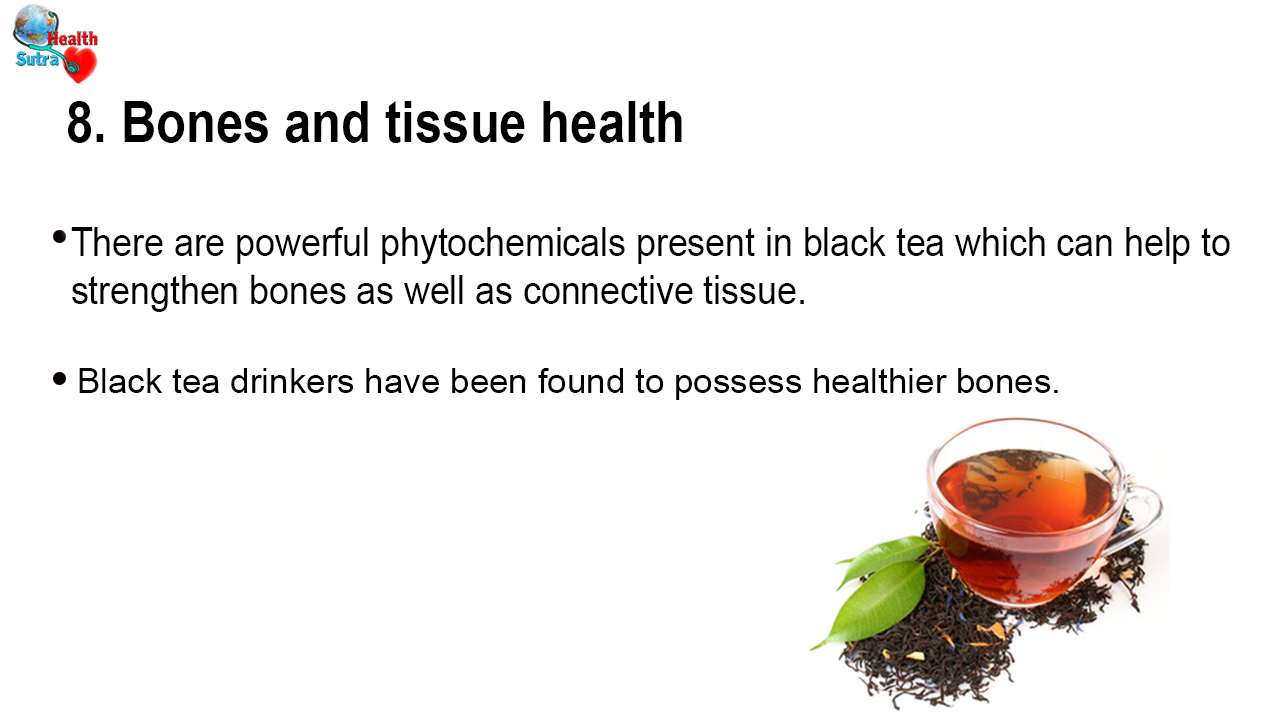 Health
Sutra
8. Bones and tissue health
•There are powerful phytochemicals present in black tea which can help to
strengthen bones as well as connective tissue.
• Black tea drinkers have been found to possess healthier bones.